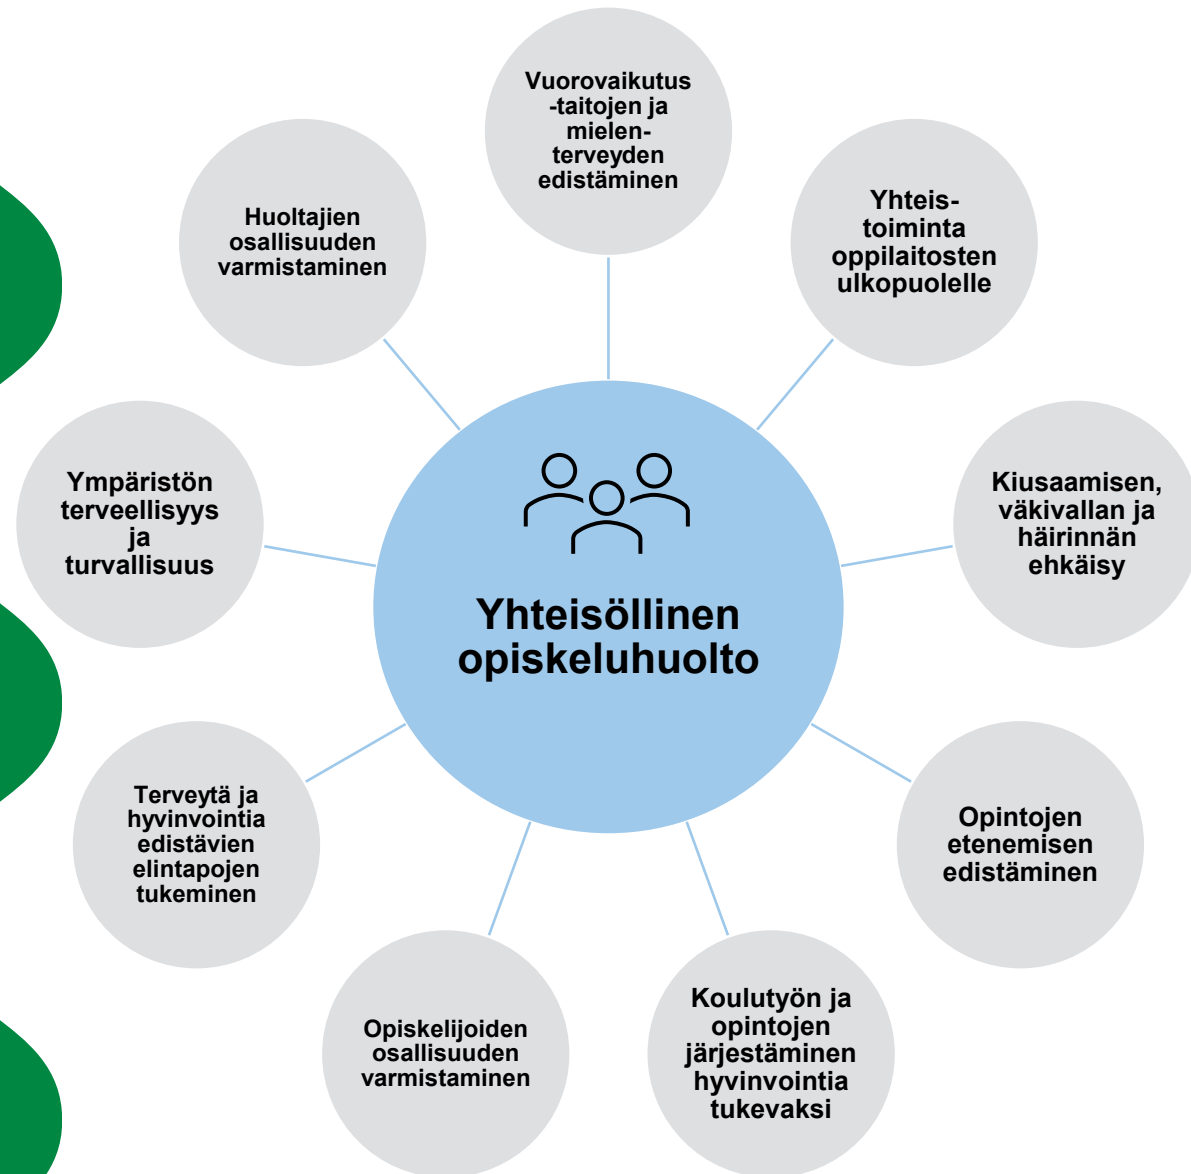 Vuorovaikutus
-taitojen ja
mielen-
terveyden
edistäminen
Yhteis-
toiminta
oppilaitosten
ulkopuolelle
Kiusaamisen,
väkivallan ja
häirinnän
ehkäisy
Opintojen
etenemisen
edistäminen
Koulutyön ja
opintojen
järjestäminen
hyvinvointia
tukevaksi
Opiskelijoiden
osallisuuden
varmistaminen
Terveytä ja
hyvinvointia
edistävien
elintapojen
tukeminen
Ympäristön
terveellisyys
ja
turvallisuus
Huoltajien
osallisuuden
varmistaminen
Yhteisöllinen
opiskeluhuolto